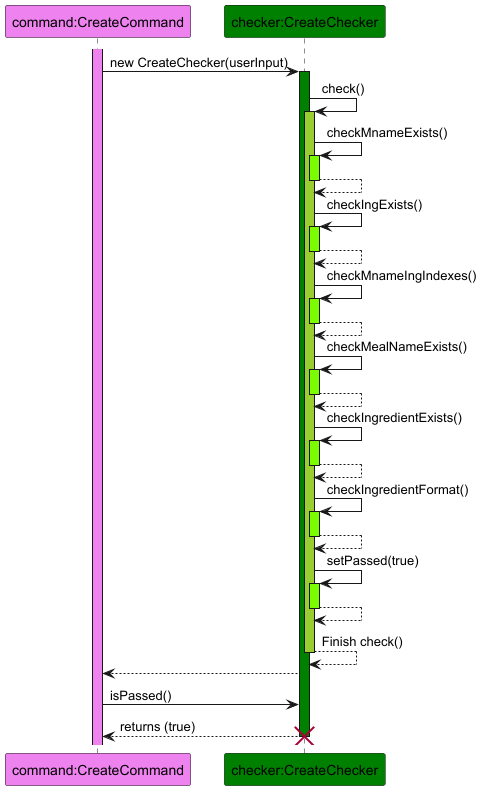 command:CreateCommand
checker:CreateChecker
new CreateChecker(userInput)
check()
checkMnameExists()
checkIngExists()
checkMnameIngIndexes()
checkMealNameExists()
checkIngredientExists()
checkIngredientFormat()
setPassed(true)
Finish check()
isPassed()
returns (true)
command:CreateCommand
checker:CreateChecker